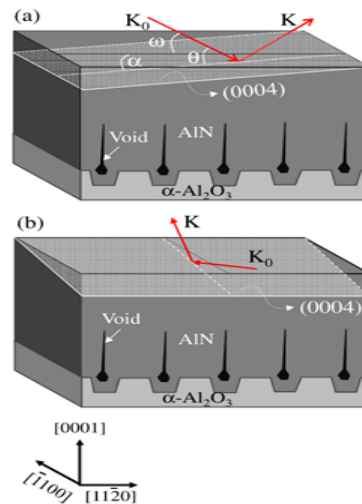 (a)
K₀ K
ω
α θ
(0004)
Void AlN
α-Al₂O₃
(b)
K
K₀
(0004)
Void AlN
α-Al₂O₃
[0001]
[1̄100] [112̄0]